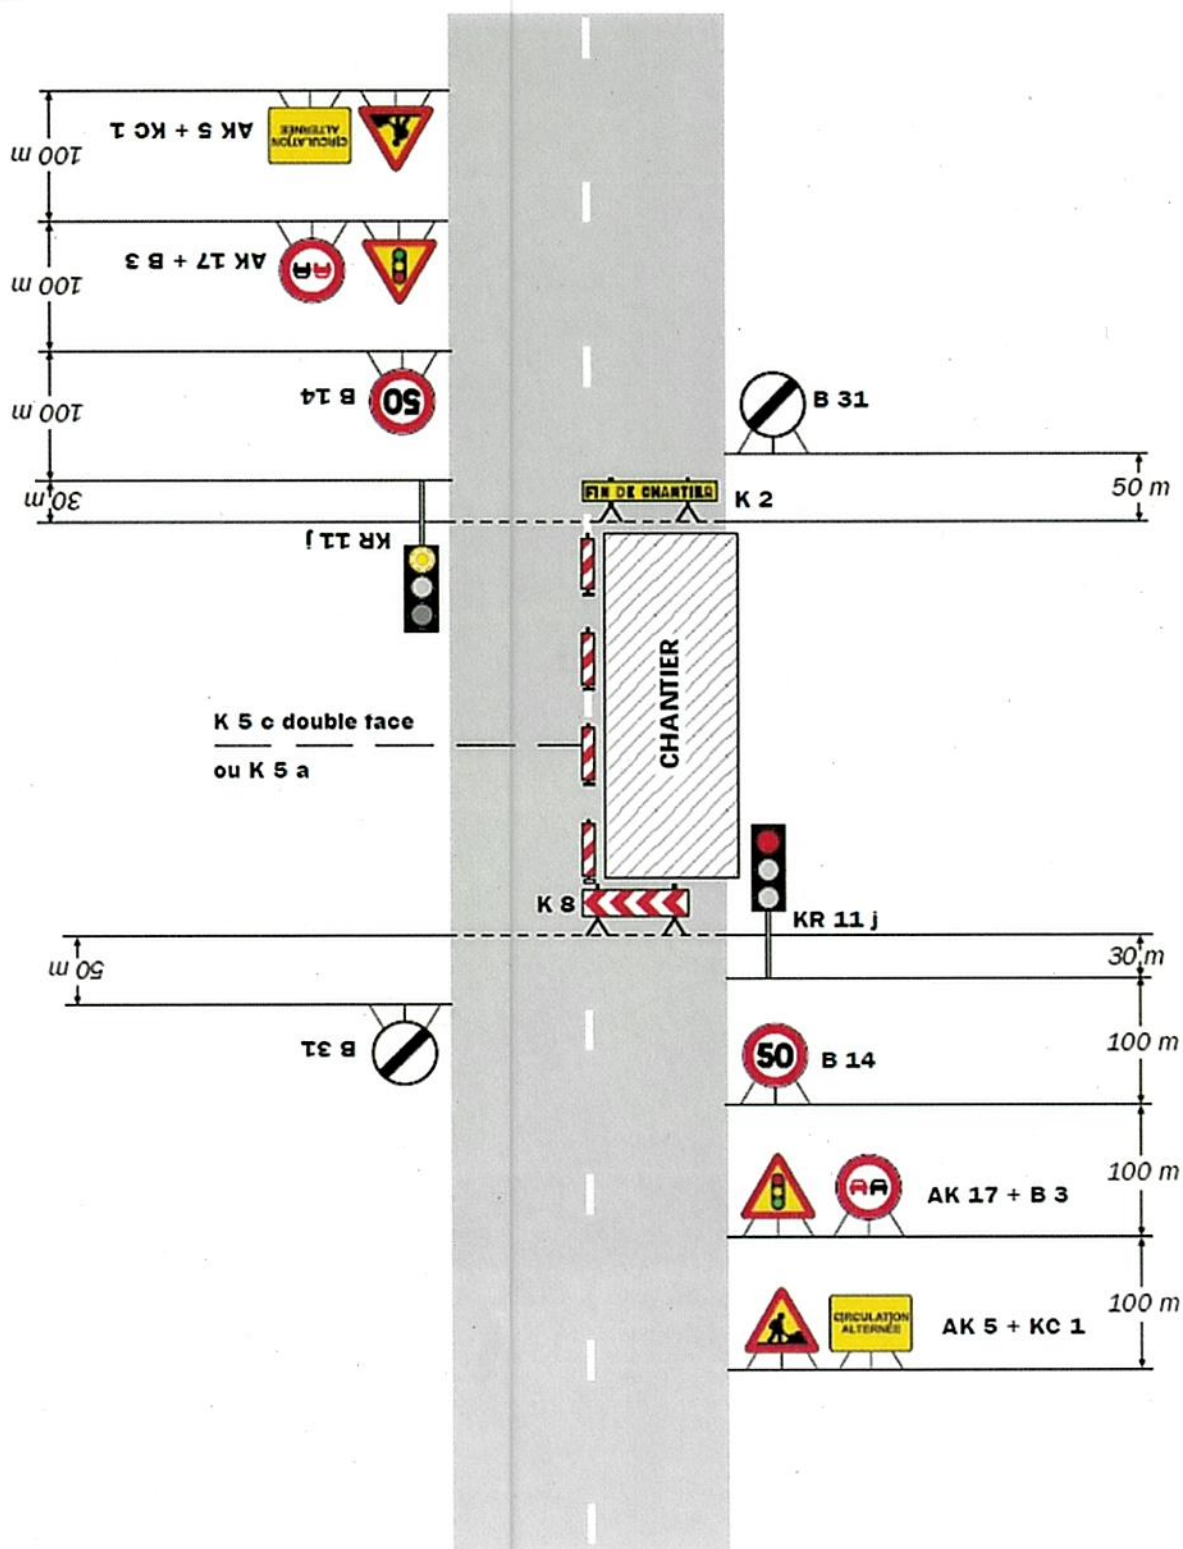 100 m
AK 5 + KC 1
CIRCULATION
ALTERNÉE
100 m
AK 17 + B 3
100 m
B 14
50
B 31
30 m
50 m
FIN DE CHANTIER
K 2
KR 11 j
CHANTIER
K 5 c double face
ou K 5 a
K 8
KR 11 j
50 m
30 m
B 31
50
B 14
100 m
AK 17 + B 3
100 m
CIRCULATION
ALTERNÉE
AK 5 + KC 1
100 m